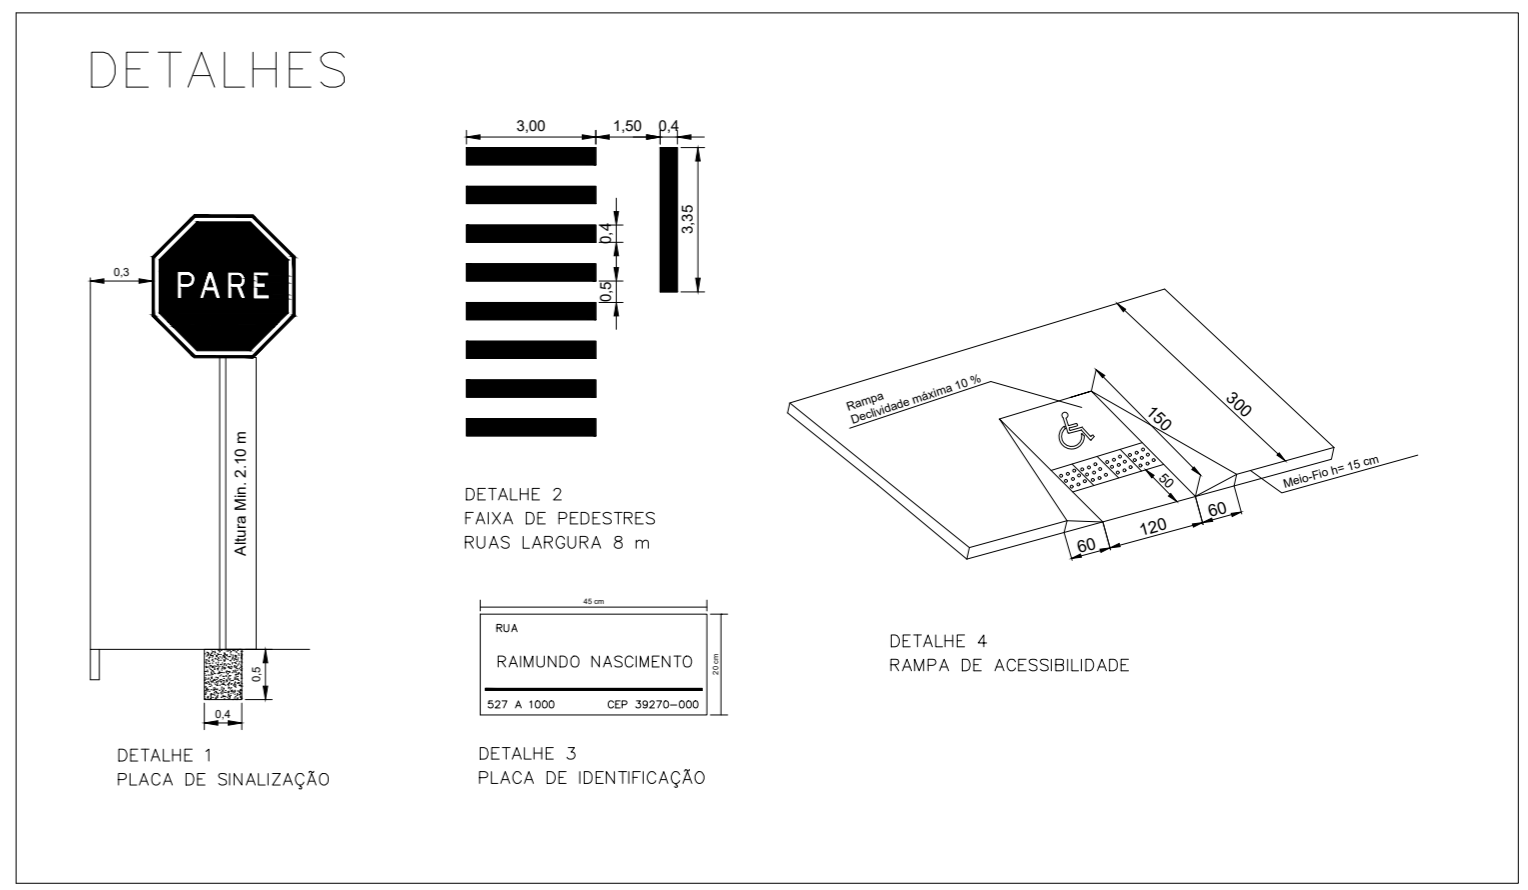 DETALHES
0,3
PARE
Altura Min. 2.10 m
0,5
0,4
DETALHE 1
PLACA DE SINALIZAÇÃO
3,00
1,50
0,4
3,35
0,4
0,5
DETALHE 2
FAIXA DE PEDESTRES
RUAS LARGURA 8 m
45 cm
RUA
RAIMUNDO NASCIMENTO
527 A 1000
CEP 39270-000
20 cm
DETALHE 3
PLACA DE IDENTIFICAÇÃO
Rampa
Declividade máxima 10 %
300
150
50
Meio-Fio h= 15 cm
60
120
60
DETALHE 4
RAMPA DE ACESSIBILIDADE